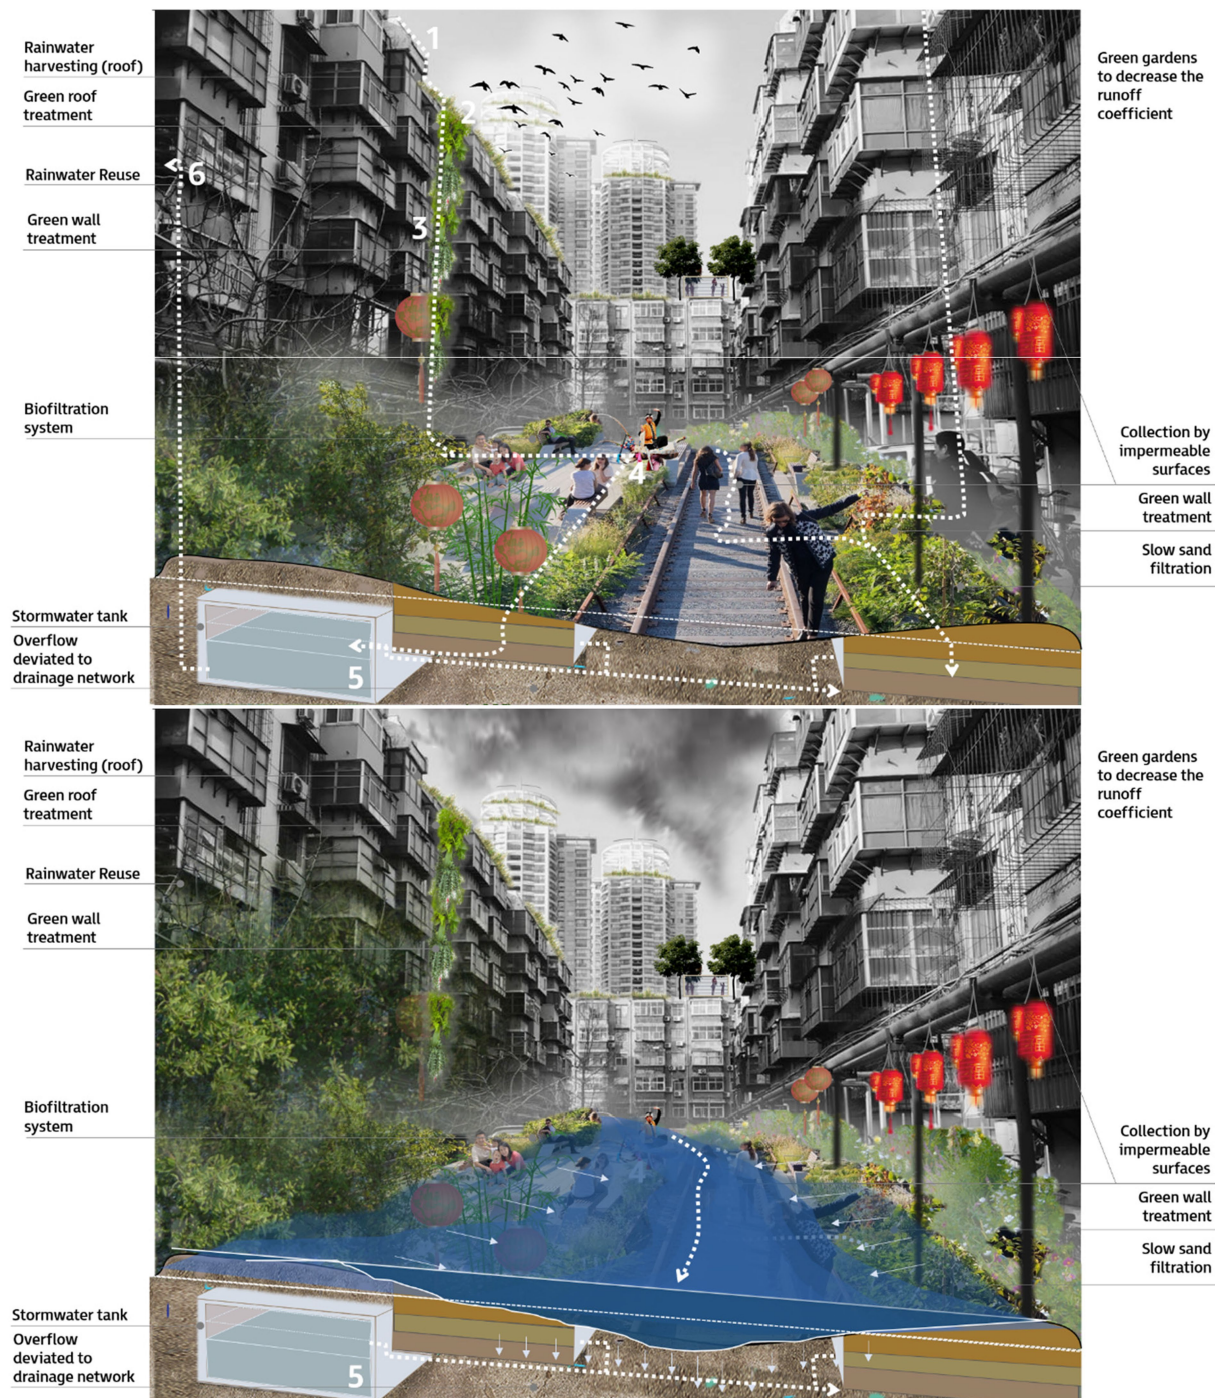 Rainwater
harvesting (roof)
Green roof
treatment
Rainwater Reuse
Green wall
treatment
Biofiltration
system
Stormwater tank
Overflow
deviated to
drainage network
1
2
3
4
5
6
Green gardens
to decrease the
runoff
coefficient
Collection by
impermeable
surfaces
Green wall
treatment
Slow sand
filtration
Rainwater
harvesting (roof)
Green roof
treatment
Rainwater Reuse
Green wall
treatment
Biofiltration
system
Stormwater tank
Overflow
deviated to
drainage network
5
Green gardens
to decrease the
runoff
coefficient
Collection by
impermeable
surfaces
Green wall
treatment
Slow sand
filtration